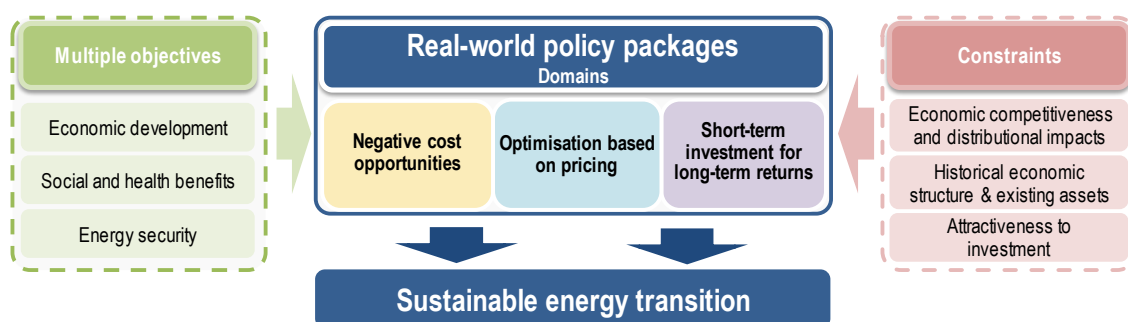 Multiple objectives
Economic development
Social and health benefits
Energy security
Real-world policy packages
Domains
Negative cost
opportunities
Optimisation based
on pricing
Short-term
investment for
long-term returns
Constraints
Economic competitiveness
and distributional impacts
Historical economic
structure & existing assets
Attractiveness to
investment
Sustainable energy transition